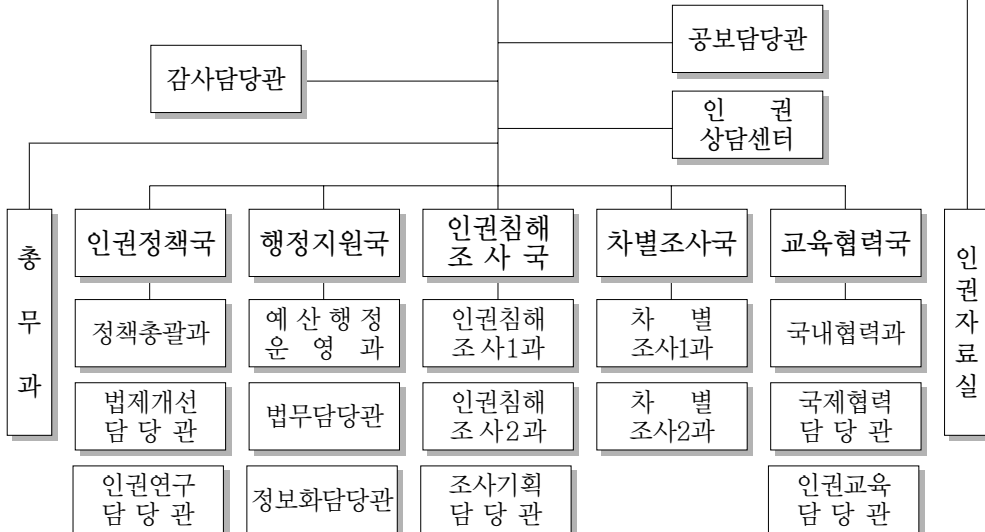 공보담당관
감사담당관
인 권
상담센터
총
무
과
인권정책국
행정지원국
인권침해
조 사 국
차별조사국
교육협력국
인
권
자
료
실
정책총괄과
예 산 행 정
운 영 과
인권침해
조사1과
차 별
조사1과
국내협력과
법제개선
담 당 관
법무담당관
인권침해
조사2과
차 별
조사2과
국제협력
담 당 관
인권연구
담 당 관
정보화담당관
조사기획
담 당 관
인권교육
담 당 관